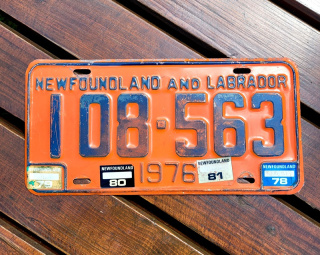 NEWFOUNDLAND AND LABRADOR
108-563
NEWFOUNDLAND
80
1976
NEWFOUNDLAND
81
NEWFOUNDLAND
78